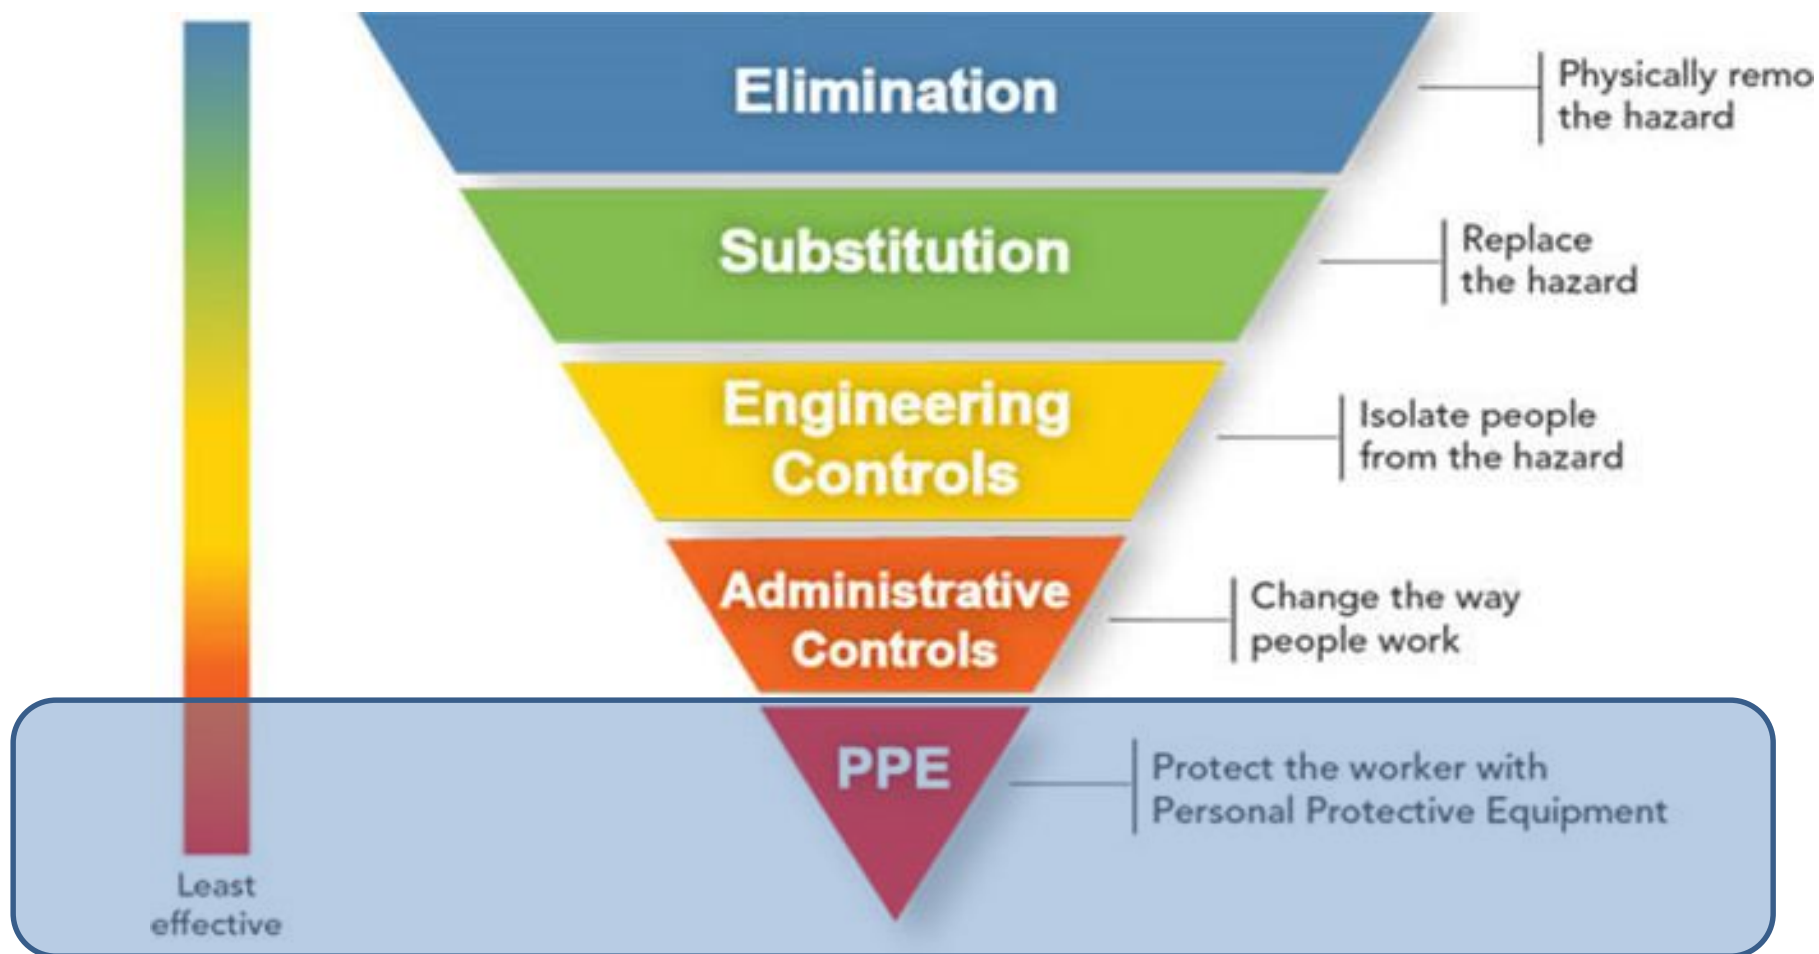 Elimination
Physically remo
the hazard
Substitution
Replace
the hazard
Engineering
Controls
Isolate people
from the hazard
Administrative
Controls
Change the way
people work
PPE
Protect the worker with
Personal Protective Equipment
Least
effective